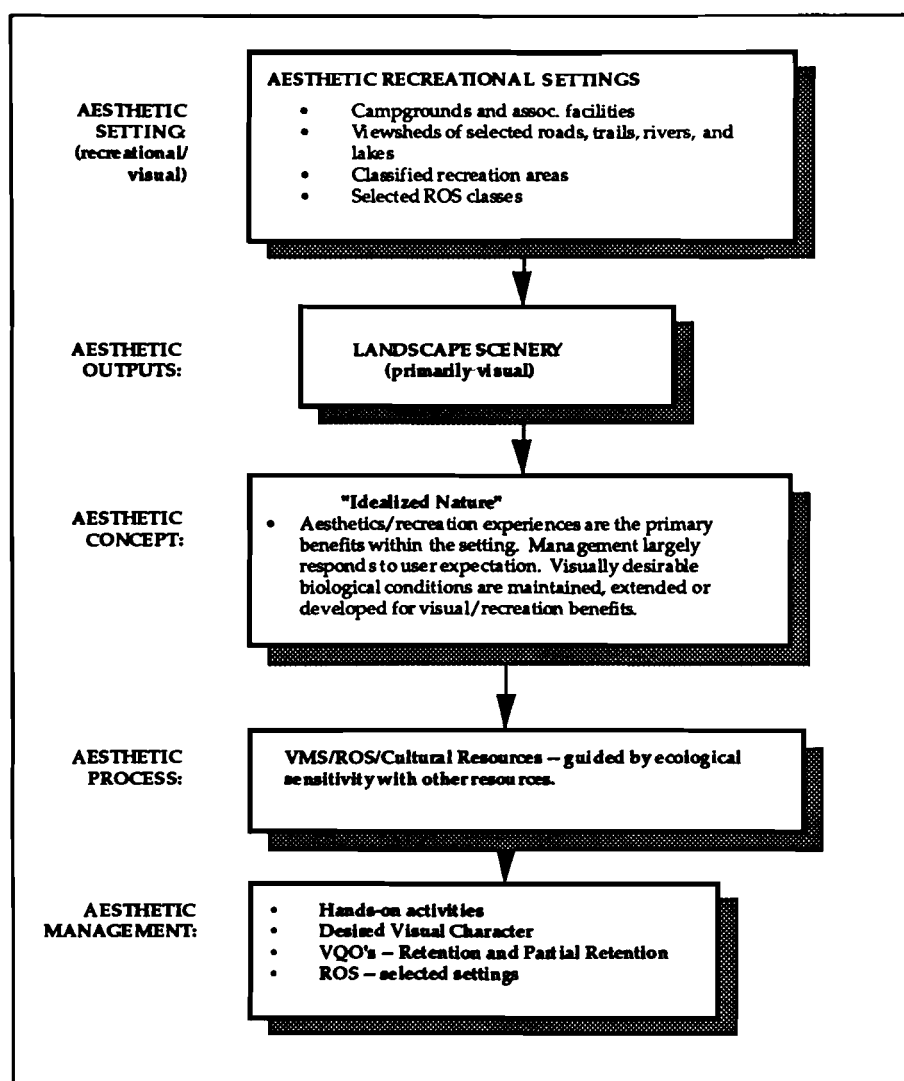 AESTHETIC
SETTING:
(recreational/
visual)
AESTHETIC RECREATIONAL SETTINGS
• Campgrounds and assoc. facilities
• Viewsheds of selected roads, trails, rivers, and
lakes
• Classified recreation areas
• Selected ROS classes
AESTHETIC
OUTPUTS:
LANDSCAPE SCENERY
(primarily visual)
AESTHETIC
CONCEPT:
"Idealized Nature"
• Aesthetics/recreation experiences are the primary
benefits within the setting. Management largely
responds to user expectation. Visually desirable
biological conditions are maintained, extended or
developed for visual/recreation benefits.
AESTHETIC
PROCESS:
VMS/ROS/Cultural Resources – guided by ecological
sensitivity with other resources.
AESTHETIC
MANAGEMENT:
• Hands-on activities
• Desired Visual Character
• VQO's – Retention and Partial Retention
• ROS – selected settings